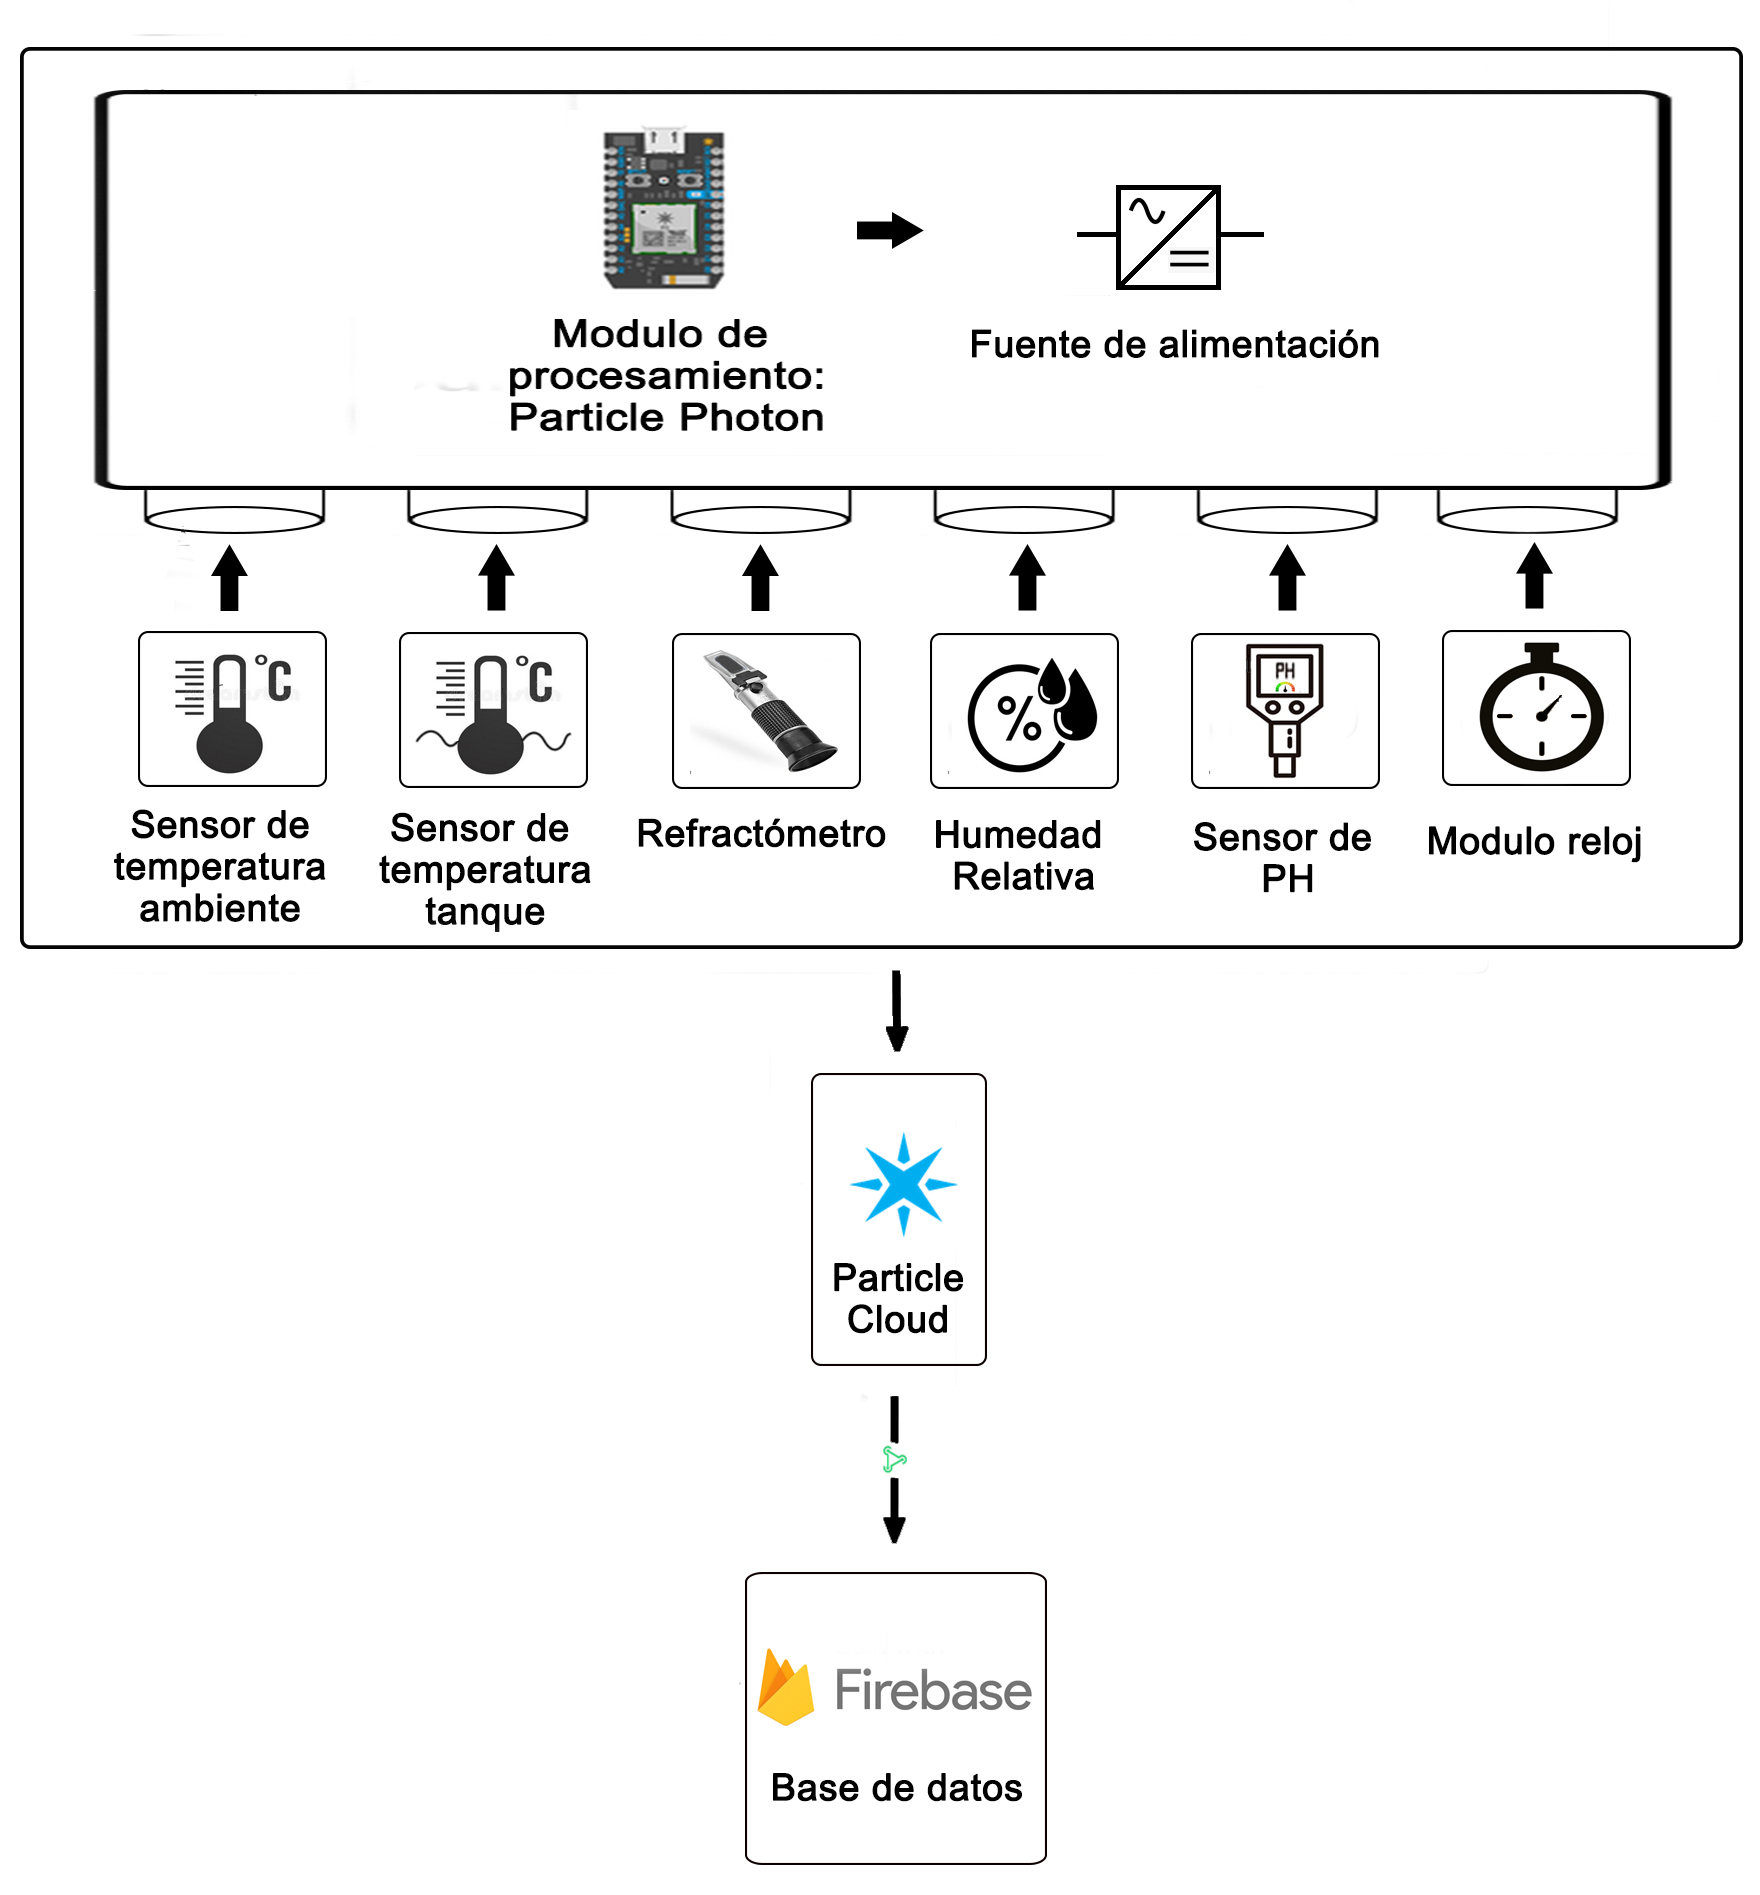 Modulo de
procesamiento:
Particle Photon
Fuente de alimentación
°C
°C
%
PH
Sensor de
temperatura
ambiente
Sensor de
temperatura
tanque
Refractómetro
Humedad
Relativa
Sensor de
PH
Modulo reloj
Particle
Cloud
Firebase
Base de datos